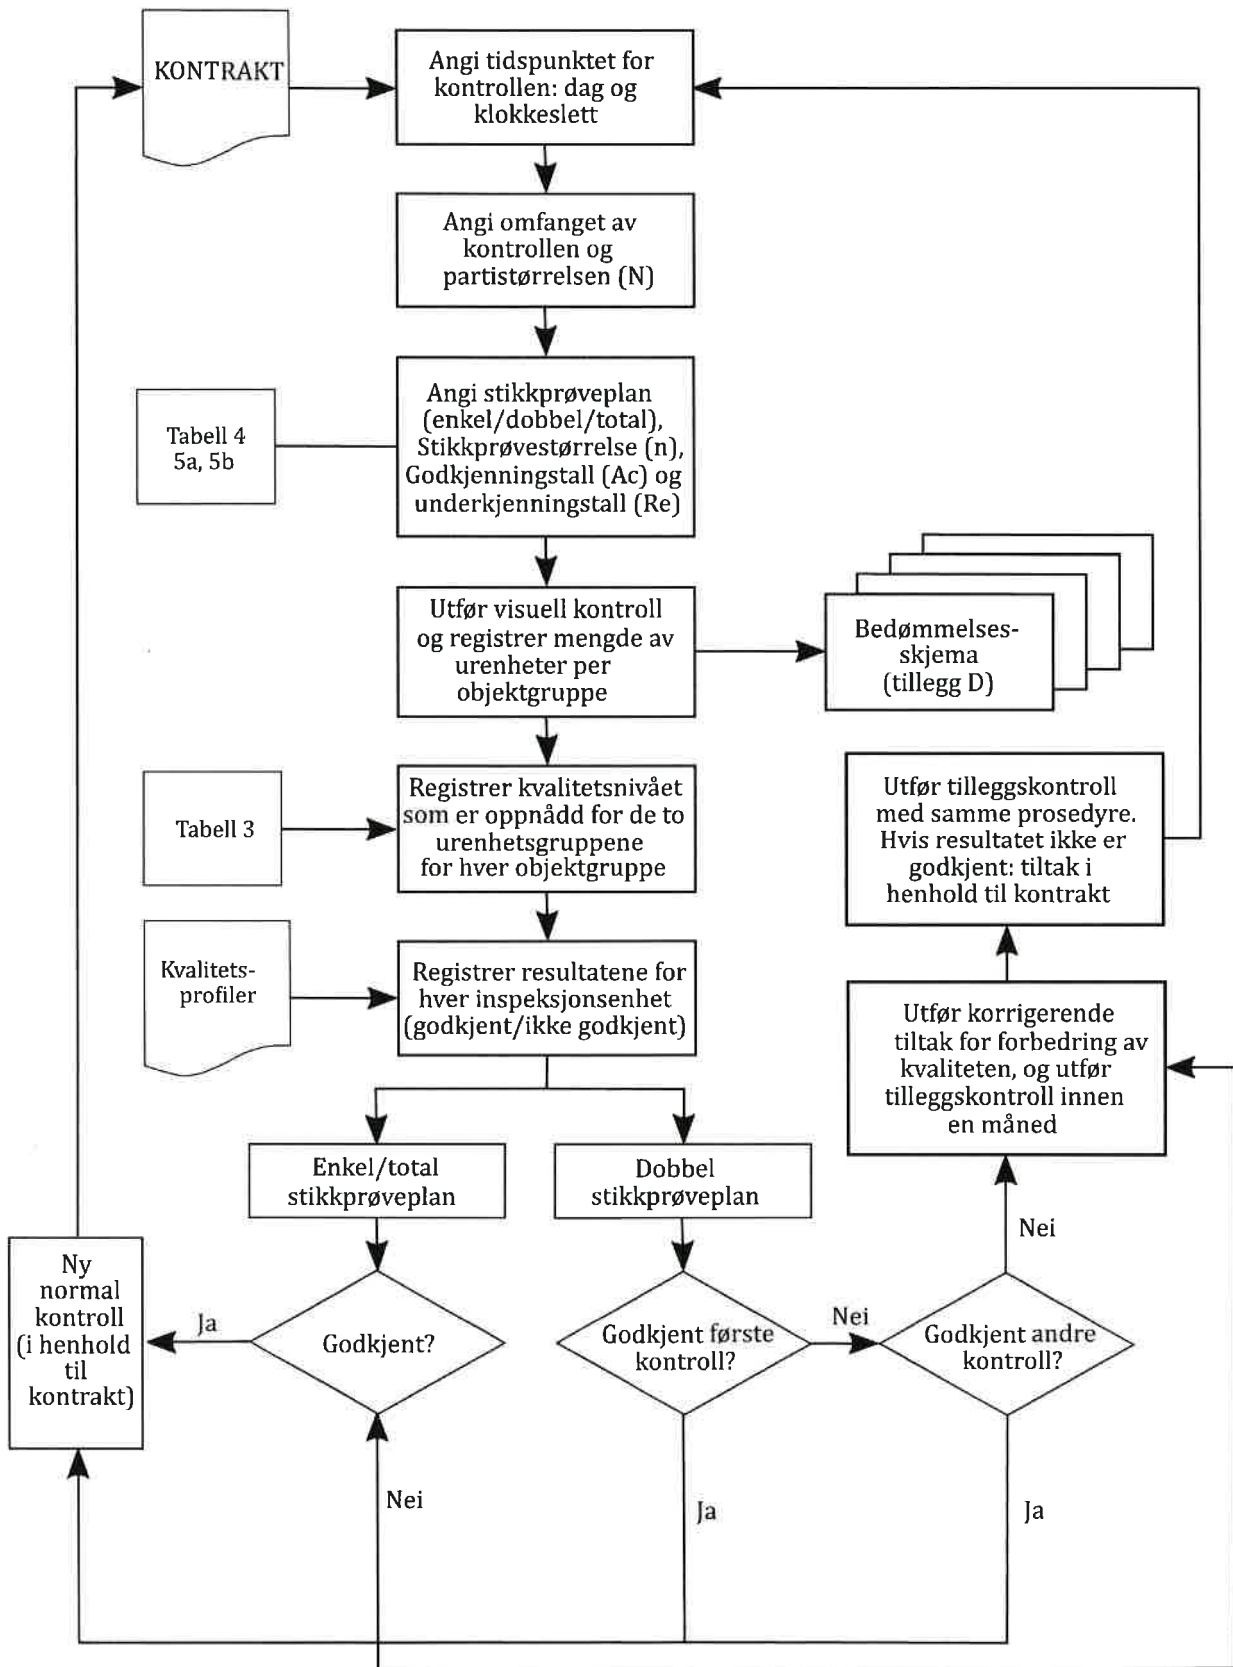 KONTRAKT
Angi tidspunktet for
kontrollen: dag og
klokkeslett
Angi omfanget av
kontrollen og
partistørrelsen (N)
Tabell 4
5a, 5b
Angi stikkprøveplan
(enkel/dobbel/total),
Stikkprøvestørrelse (n),
Godkjenningstall (Ac) og
underkjenningstall (Re)
Utfør visuell kontroll
og registrer mengde av
urenheter per
objektgruppe
Bedømmelses-
skjema
(tillegg D)
Tabell 3
Registrer kvalitetsnivået
som er oppnådd for de to
urenhetsgruppene
for hver objektgruppe
Utfør tilleggskontroll
med samme prosedyre.
Hvis resultatet ikke er
godkjent: tiltak i
henhold til kontrakt
Kvalitets-
profiler
Registrer resultatene for
hver inspeksjonsenhet
(godkjent/ikke godkjent)
Utfør korrigerende
tiltak for forbedring av
kvaliteten, og utfør
tilleggskontroll innen
en måned
Enkel/total
stikkprøveplan
Dobbel
stikkprøveplan
Nei
Ny
normal
kontroll
(i henhold
til
kontrakt)
Ja
Godkjent?
Godkjent første
kontroll?
Nei
Godkjent andre
kontroll?
Nei
Ja
Ja